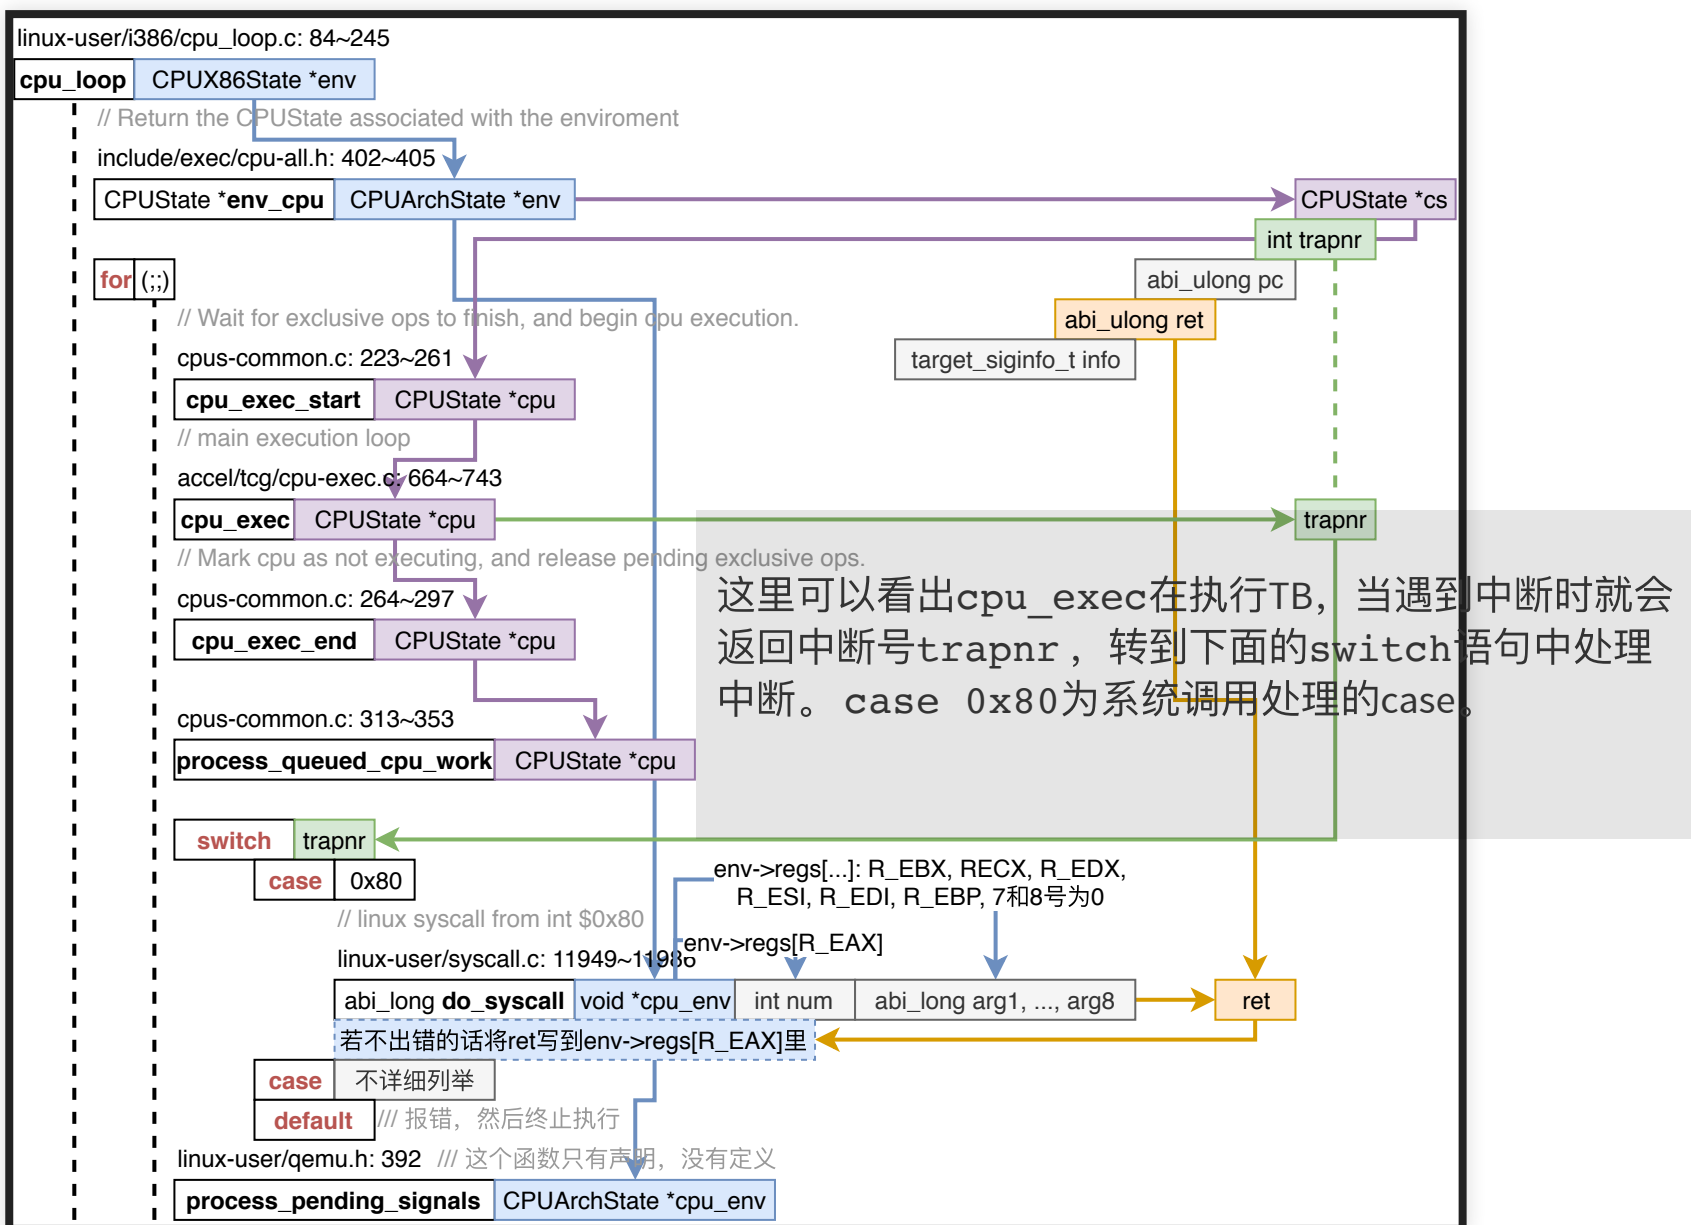 linux-user/i386/cpu_loop.c: 84~245
cpu_loop CPUX86State *env
// Return the CPUState associated with the enviroment
include/exec/cpu-all.h: 402~405
CPUState *env_cpu CPUArchState *env CPUState *cs
int trapnr
for (;;) abi_ulong pc
// Wait for exclusive ops to finish, and begin cpu execution. abi_ulong ret
cpus-common.c: 223~261 target_siginfo_t info
cpu_exec_start CPUState *cpu
// main execution loop
accel/tcg/cpu-exec.c: 664~743
cpu_exec CPUState *cpu trapnr
// Mark cpu as not executing, and release pending exclusive ops.
这里可以看出cpu_exec在执行TB，当遇到中断时就会
返回中断号trapnr，转到下面的switch语句中处理
中断。case 0x80为系统调用处理的case。
cpus-common.c: 264~297
cpu_exec_end CPUState *cpu
cpus-common.c: 313~353
process_queued_cpu_work CPUState *cpu
switch trapnr
case 0x80
env->regs[...]: R_EBX, RECX, R_EDX,
R_ESI, R_EDI, R_EBP, 7和8号为0
// linux syscall from int $0x80
env->regs[R_EAX]
linux-user/syscall.c: 11949~11986
abi_long do_syscall void *cpu_env int num abi_long arg1, ..., arg8 ret
若不出错的话将ret写到env->regs[R_EAX]里
case 不详细列举
default /// 报错，然后终止执行
linux-user/qemu.h: 392 /// 这个函数只有声明，没有定义
process_pending_signals CPUArchState *cpu_env